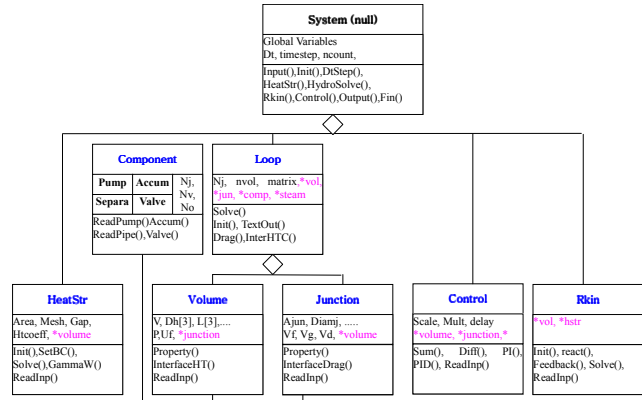 System (null)
Global Variables
Dt, timestep, ncount,
Input(),Init(),DtStep(),
HeatStr(),HydroSolve(),
Rkin(),Control(),Output(),Fin()
Component
Pump Accum Nj,
Separa Valve Nv,
No
ReadPump()Accum()
ReadPipe(),Valve()
Loop
Nj, nvol, matrix,*vol,
*jun, *comp, *steam
Solve()
Init(), TextOut()
Drag(),InterHTC()
HeatStr
Area, Mesh, Gap,
Htcoeff, *volume
Init(),SetBC(),
Solve(),GammaW()
ReadInp()
Volume
V, Dh[3], L[3],....
P,Uf, *junction
Property()
InterfaceHT()
ReadInp()
Junction
Ajun, Diamj, .....
Vf, Vg, Vd, *volume
Property()
InterfaceDrag()
ReadInp()
Control
Scale, Mult, delay
*volume, *junction,*
Sum(), Diff(), PI(),
PID(), ReadInp()
Rkin
*vol, *hstr
Init(), react(),
Feedback(), Solve(),
ReadInp()